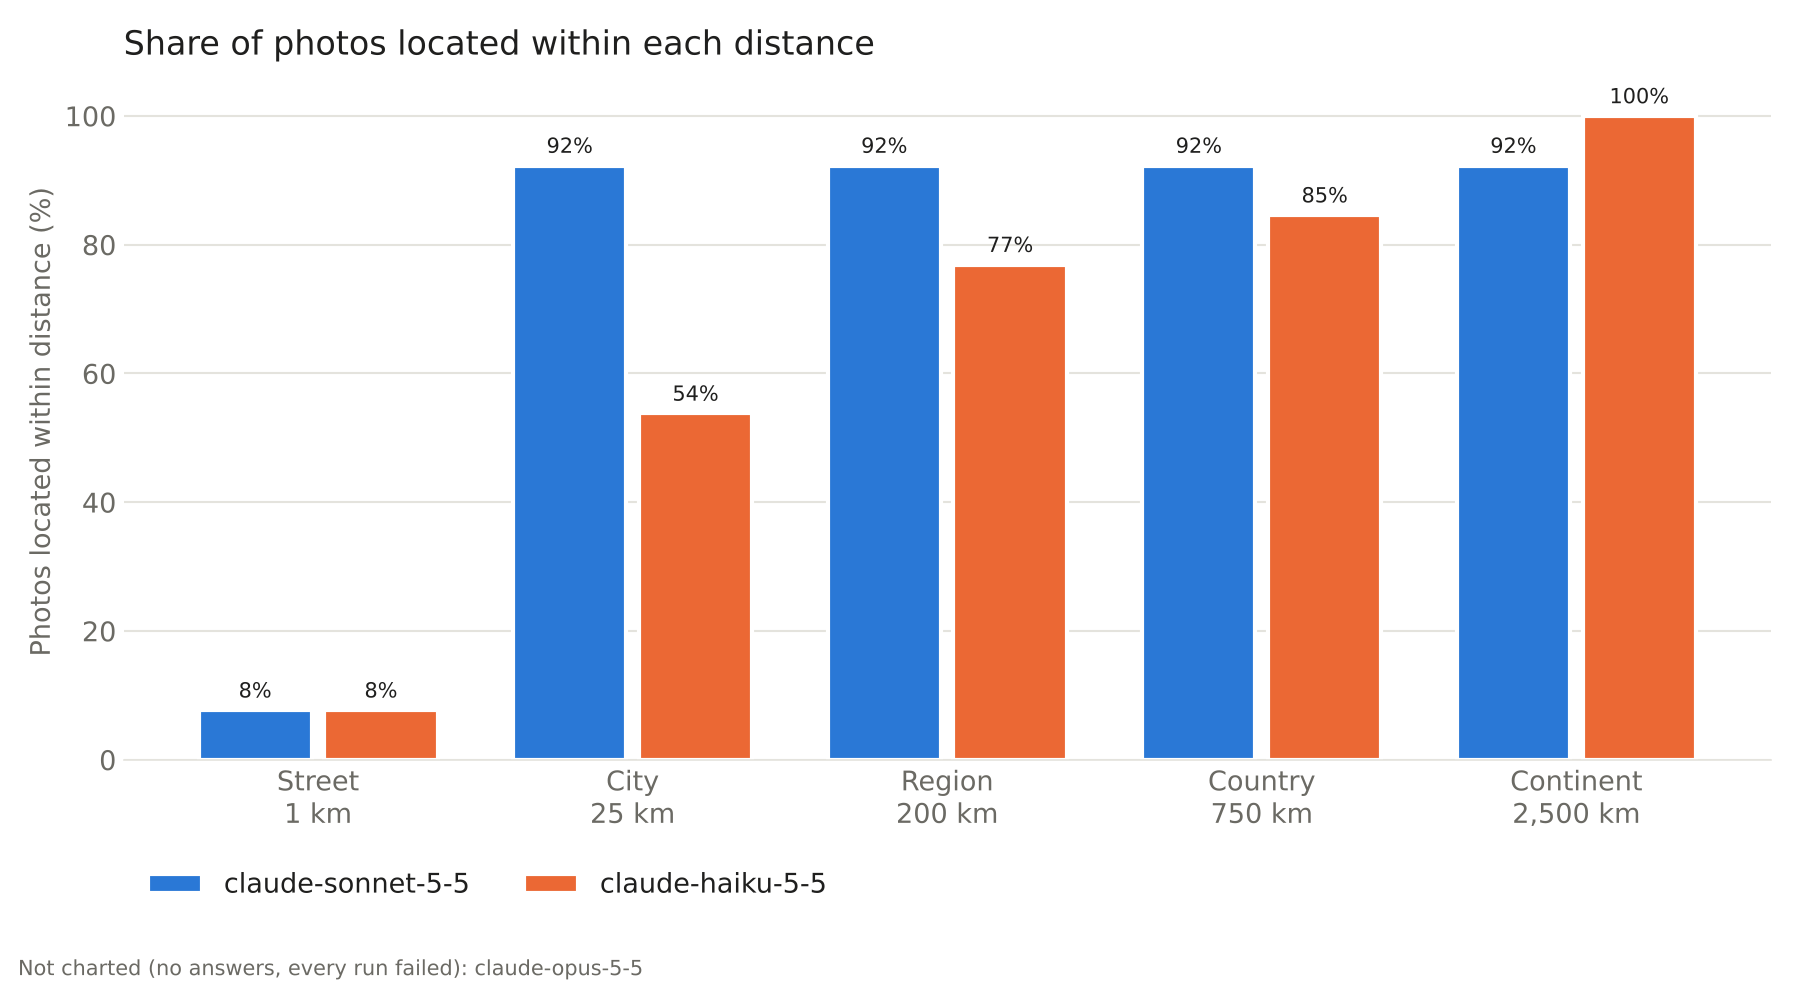 Share of photos located within each distance
Photos located within distance (%)
100
80
60
40
20
0
8%
8%
92%
54%
92%
77%
92%
85%
92%
100%
Street
1 km
City
25 km
Region
200 km
Country
750 km
Continent
2,500 km
claude-sonnet-5-5
claude-haiku-5-5
Not charted (no answers, every run failed): claude-opus-5-5